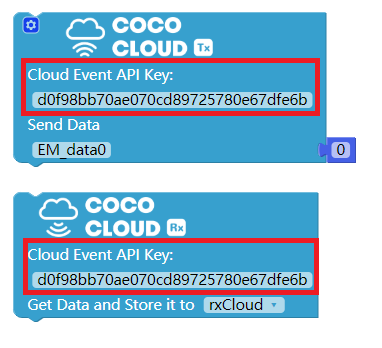 COCO
CLOUD Tx
Cloud Event API Key:
d0f98bb70ae070cd89725780e67dfe6b
Send Data
EM_data0 0
COCO
CLOUD Rx
Cloud Event API Key:
d0f98bb70ae070cd89725780e67dfe6b
Get Data and Store it to rxCloud